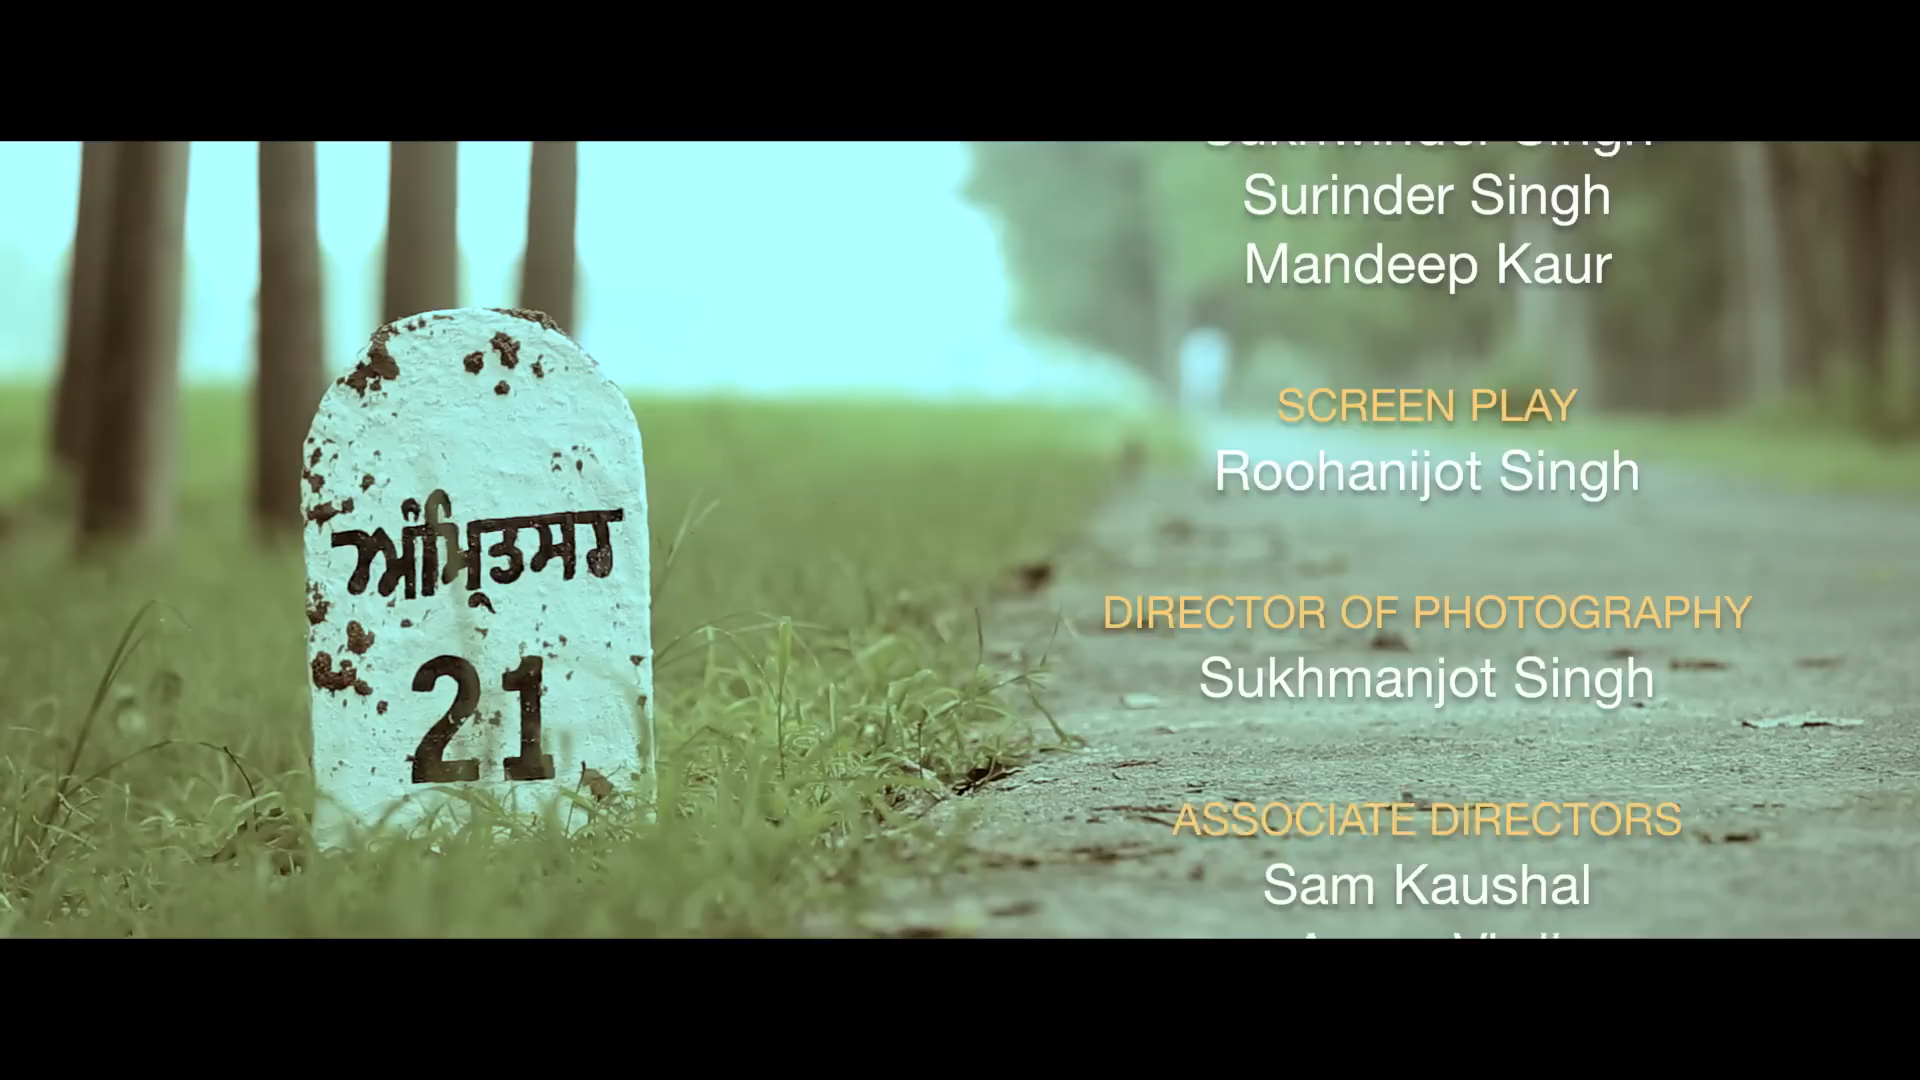 ਅੰਮ੍ਰਿਤਸਰ
21
Surinder Singh
Mandeep Kaur
SCREEN PLAY
Roohanijot Singh
DIRECTOR OF PHOTOGRAPHY
Sukhmanjot Singh
ASSOCIATE DIRECTORS
Sam Kaushal